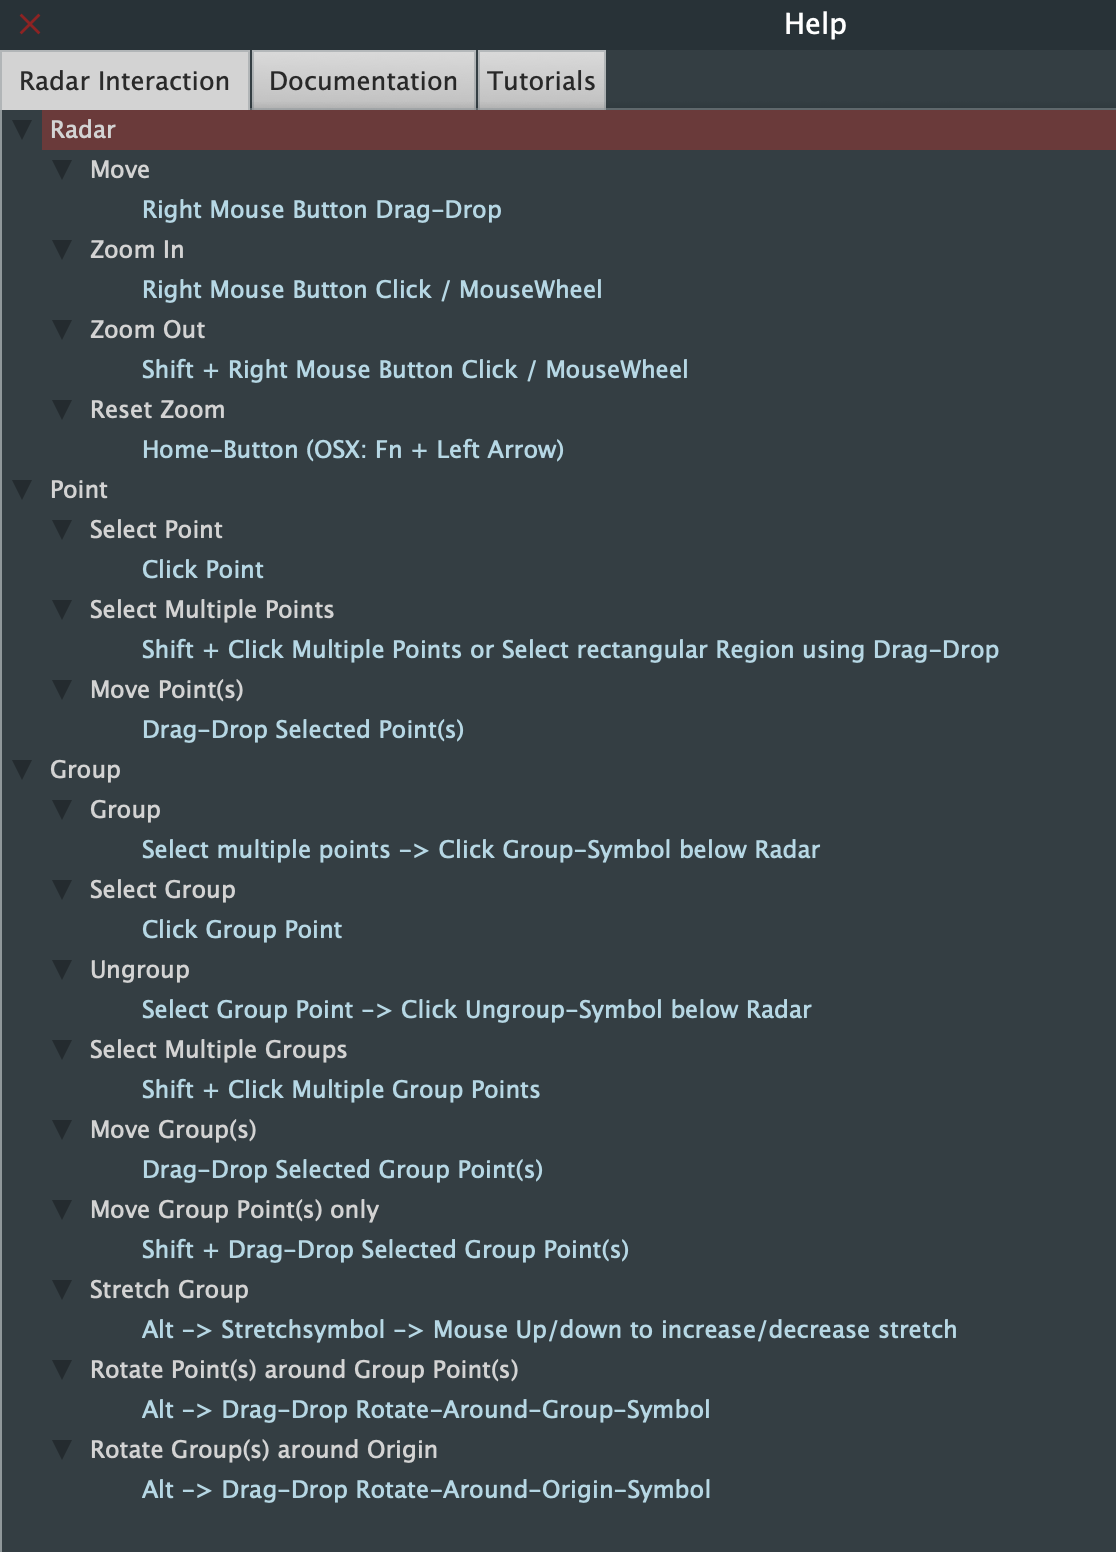 Help
Radar Interaction
Documentation
Tutorials
Radar
Move
Right Mouse Button Drag-Drop
Zoom In
Right Mouse Button Click / MouseWheel
Zoom Out
Shift + Right Mouse Button Click / MouseWheel
Reset Zoom
Home-Button (OSX: Fn + Left Arrow)
Point
Select Point
Click Point
Select Multiple Points
Shift + Click Multiple Points or Select rectangular Region using Drag-Drop
Move Point(s)
Drag-Drop Selected Point(s)
Group
Group
Select multiple points -> Click Group-Symbol below Radar
Select Group
Click Group Point
Ungroup
Select Group Point -> Click Ungroup-Symbol below Radar
Select Multiple Groups
Shift + Click Multiple Group Points
Move Group(s)
Drag-Drop Selected Group Point(s)
Move Group Point(s) only
Shift + Drag-Drop Selected Group Point(s)
Stretch Group
Alt -> Stretchsymbol -> Mouse Up/down to increase/decrease stretch
Rotate Point(s) around Group Point(s)
Alt -> Drag-Drop Rotate-Around-Group-Symbol
Rotate Group(s) around Origin
Alt -> Drag-Drop Rotate-Around-Origin-Symbol